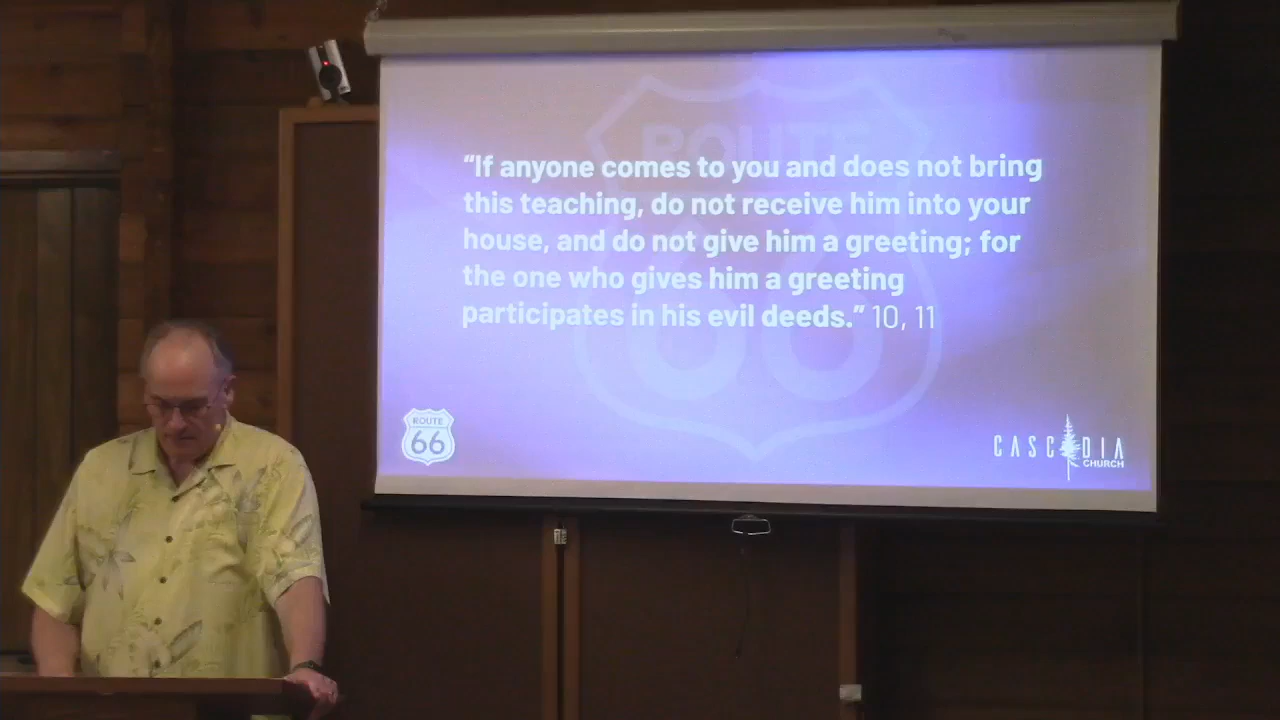 ROUTE
66
“If anyone comes to you and does not bring
this teaching, do not receive him into your
house, and do not give him a greeting; for
the one who gives him a greeting
participates in his evil deeds.” 10, 11
ROUTE
66
CASCADIA
CHURCH